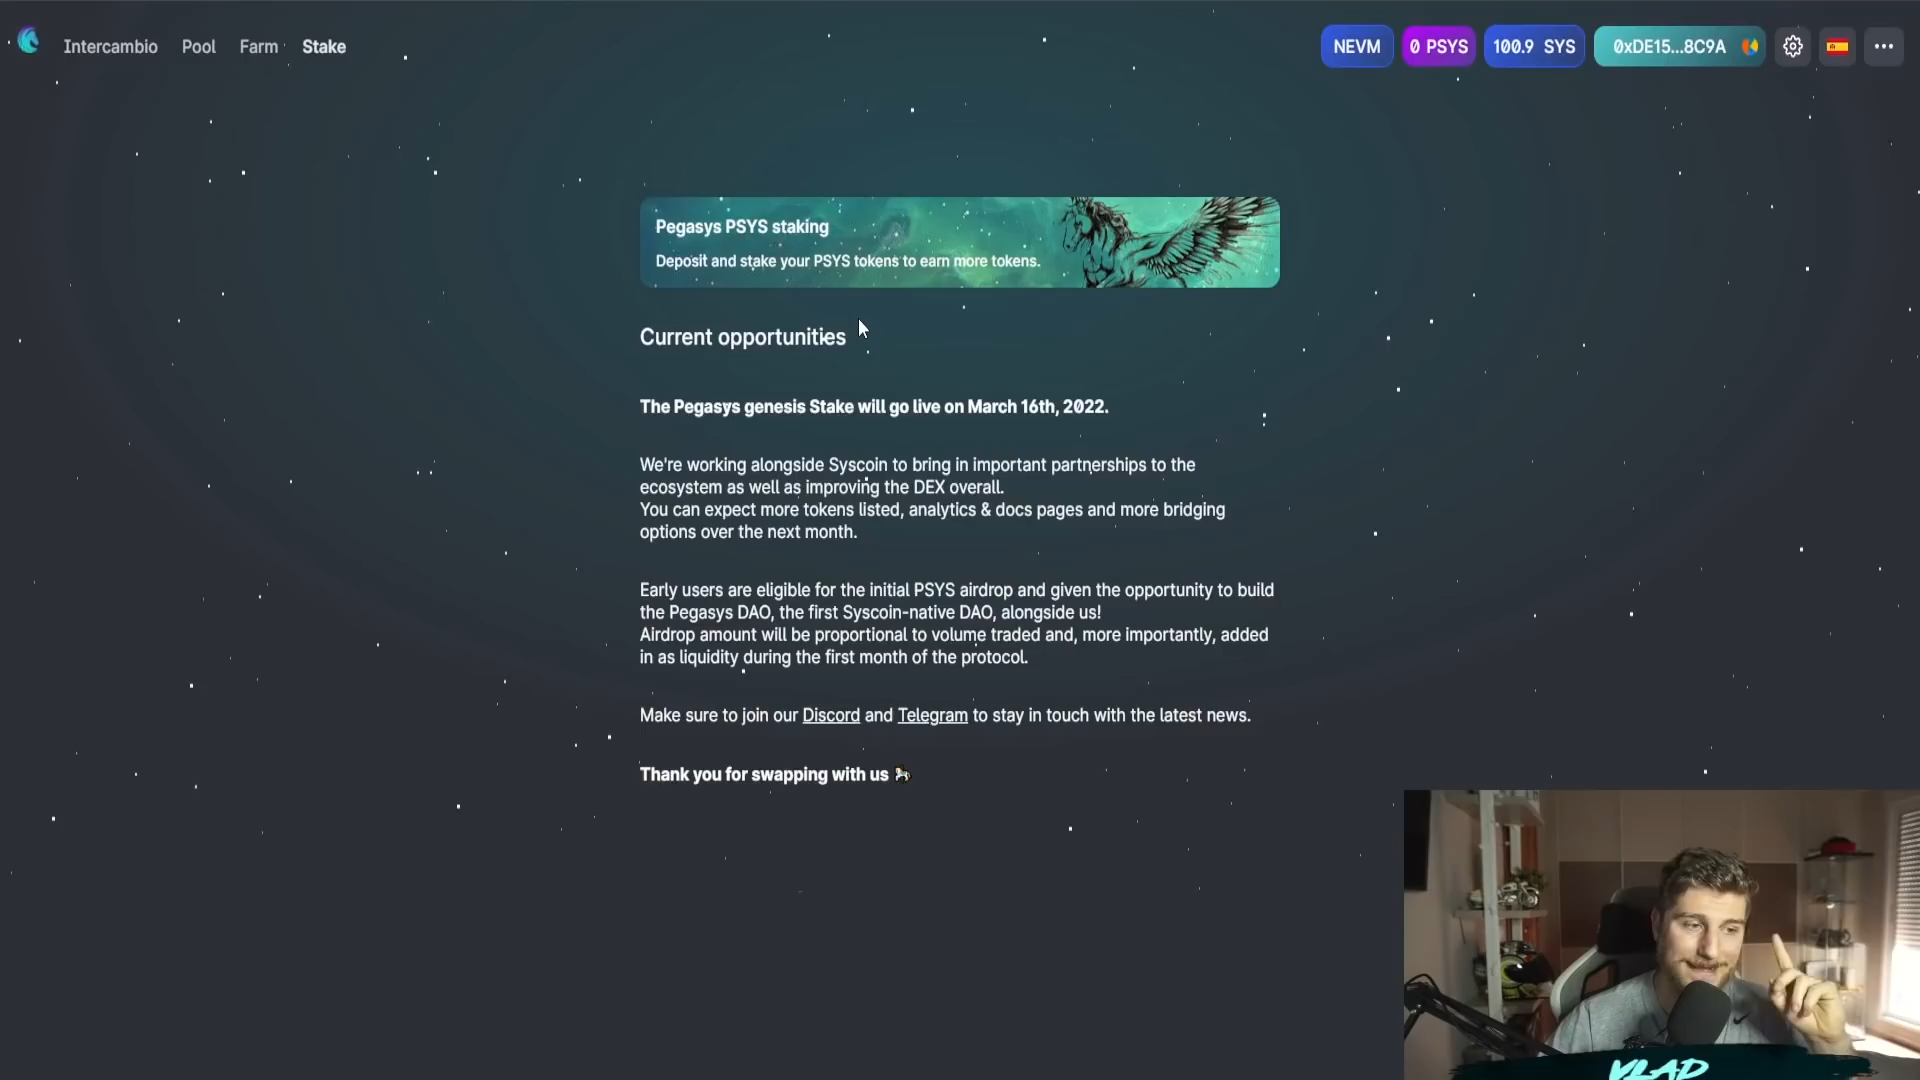 Intercambio Pool Farm Stake
NEVM 0 PSYS 100.9 SYS 0xDE15...8C9A
Pegasys PSYS staking
Deposit and stake your PSYS tokens to earn more tokens.
Current opportunities
The Pegasys genesis Stake will go live on March 16th, 2022.
We're working alongside Syscoin to bring in important partnerships to the
ecosystem as well as improving the DEX overall.
You can expect more tokens listed, analytics & docs pages and more bridging
options over the next month.
Early users are eligible for the initial PSYS airdrop and given the opportunity to build
the Pegasys DAO, the first Syscoin-native DAO, alongside us!
Airdrop amount will be proportional to volume traded and, more importantly, added
in as liquidity during the first month of the protocol.
Make sure to join our Discord and Telegram to stay in touch with the latest news.
Thank you for swapping with us
VLAD